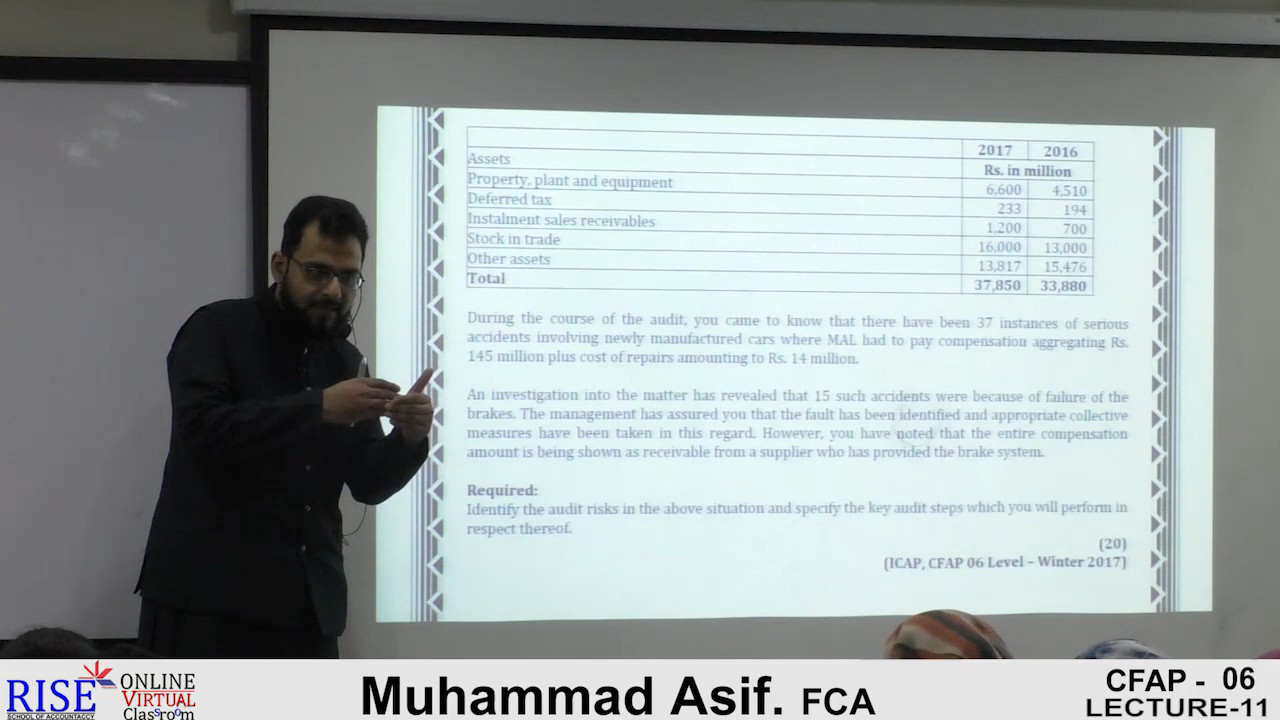 2017 2016
Assets Rs. in million
Property, plant and equipment 6,600 4,510
Deferred tax 233 194
Instalment sales receivables 1,200 700
Stock in trade 16,000 13,000
Other assets 13,817 15,476
Total 37,850 33,880
During the course of the audit, you came to know that there have been 37 instances of serious
accidents involving newly manufactured cars where MAL had to pay compensation aggregating Rs.
145 million plus cost of repairs amounting to Rs. 14 million.
An investigation into the matter has revealed that 15 such accidents were because of failure of the
brakes. The management has assured you that the fault has been identified and appropriate collective
measures have been taken in this regard. However, you have noted that the entire compensation
amount is being shown as receivable from a supplier who has provided the brake system.
Required:
Identify the audit risks in the above situation and specify the key audit steps which you will perform in
respect thereof.
(20)
(ICAP, CFAP 06 Level – Winter 2017)
RISE
SCHOOL OF ACCOUNTANCY
ONLINE
VIRTUAL
Classroom
Muhammad Asif. FCA
CFAP - 06
LECTURE-11